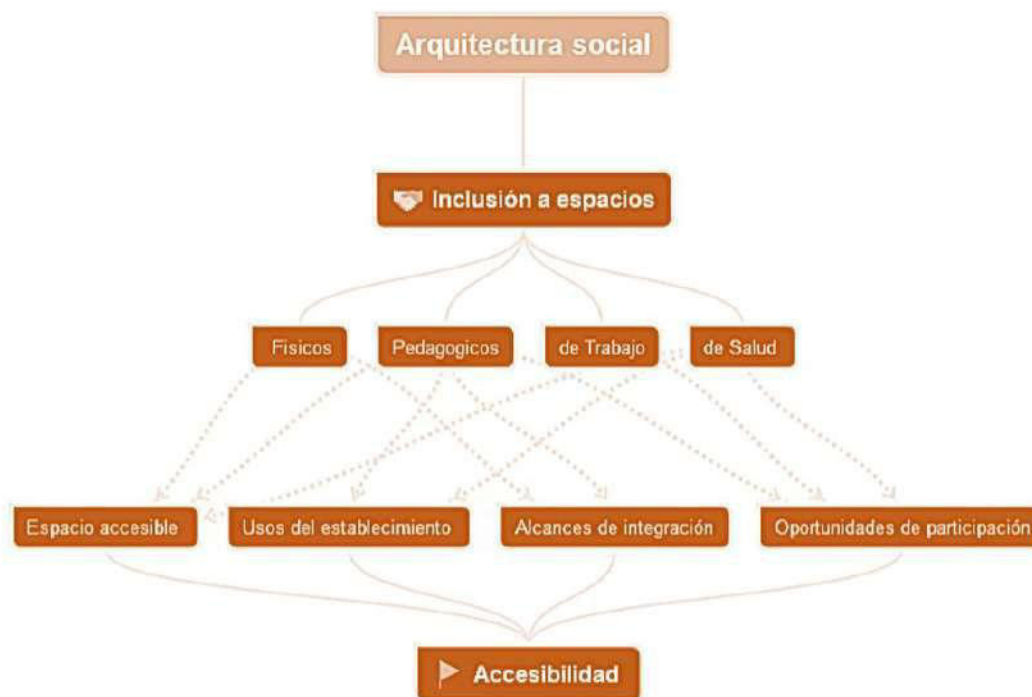 Arquitectura social
Inclusión a espacios
Físicos
Pedagogicos
de Trabajo
de Salud
Espacio accesible
Usos del establecimiento
Alcances de integración
Oportunidades de participación
Accesibilidad